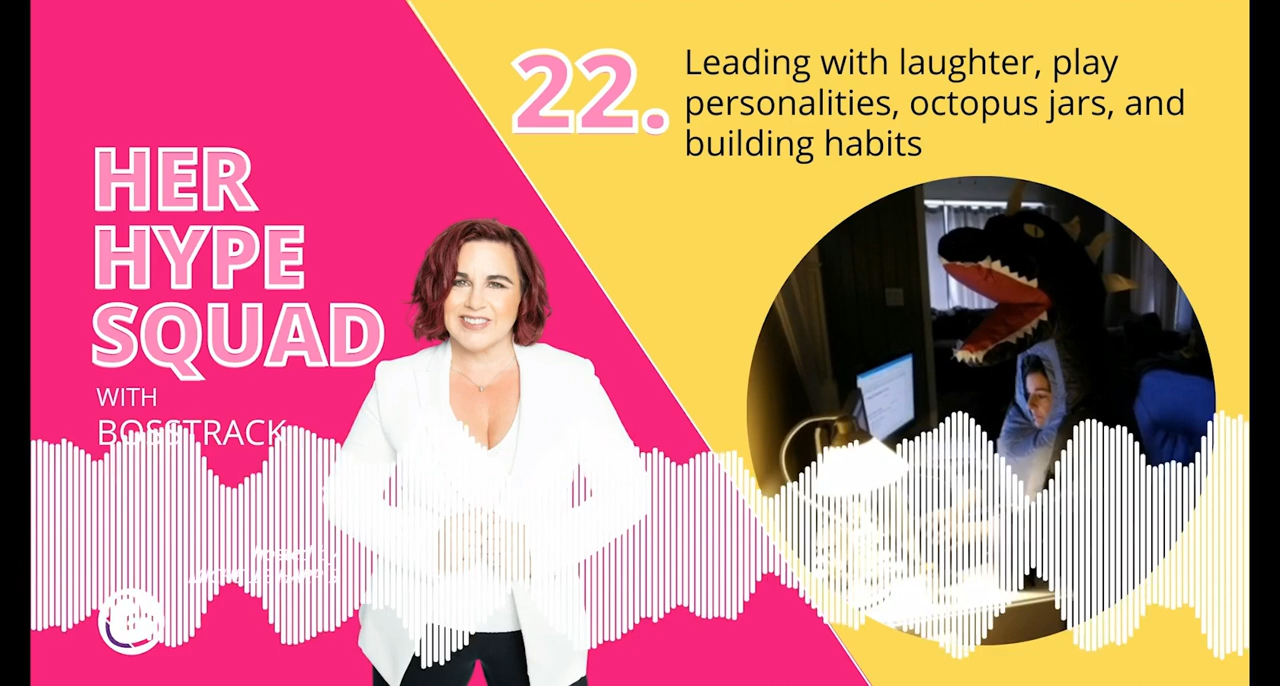 HER
HYPE
SQUAD
WITH
BOSSTRACK
22.
Leading with laughter, play
personalities, octopus jars, and
building habits